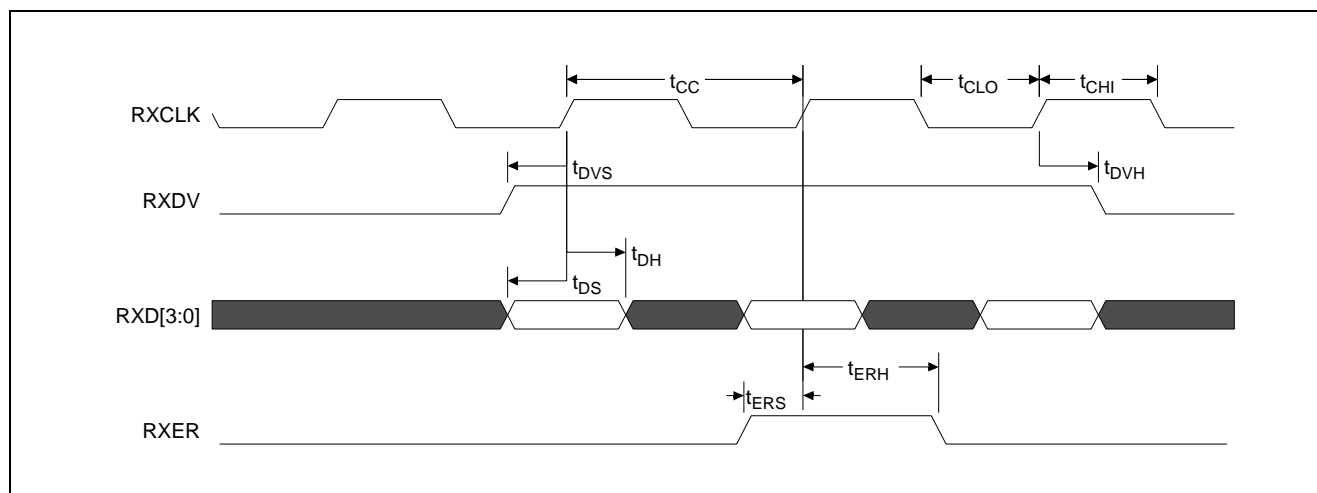 tCC
tCLO
tCHI
RXCLK
tDVS
tDVH
RXDV
tDH
tDS
RXD[3:0]
tERH
tERS
RXER